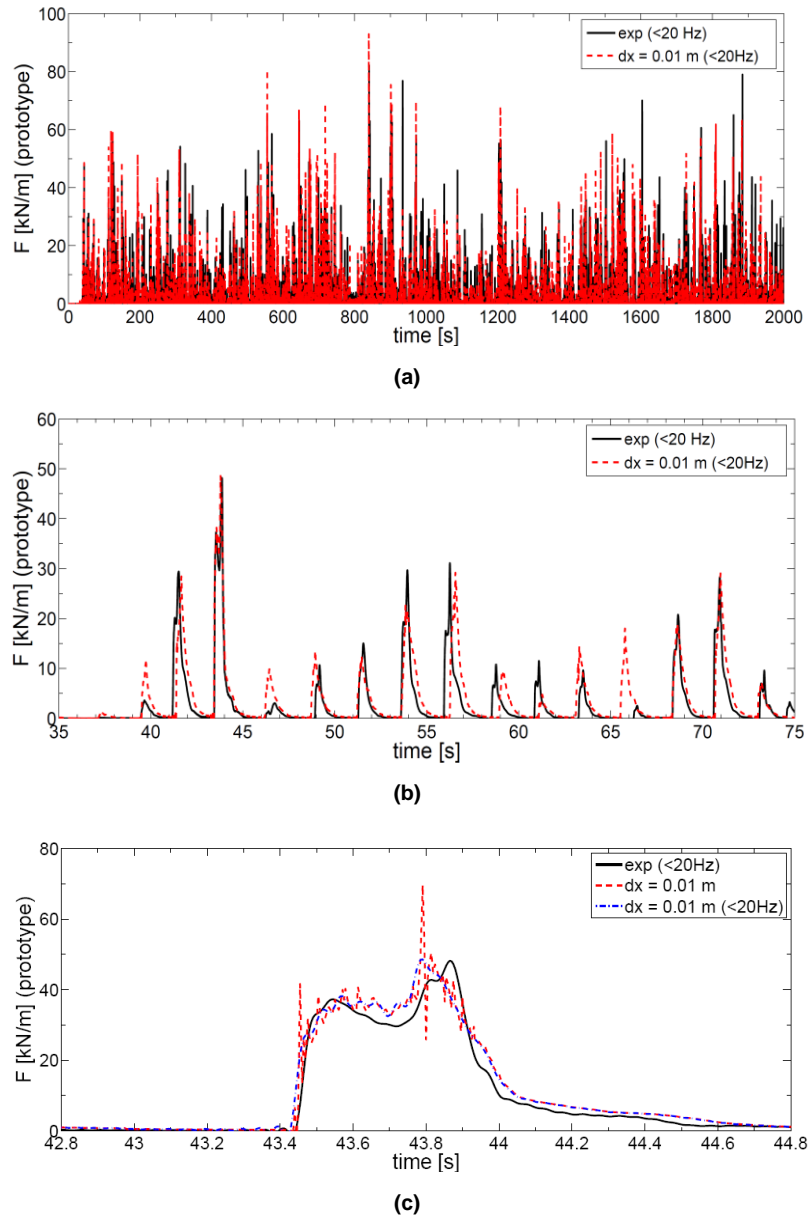 F [kN/m] (prototype)
100
80
60
40
20
0
exp (<20 Hz)
dx = 0.01 m (<20Hz)
0 200 400 600 800 1000 1200 1400 1600 1800 2000
time [s]
(a)
F [kN/m] (prototype)
60
50
40
30
20
10
0
exp (<20 Hz)
dx = 0.01 m (<20Hz)
35 40 45 50 55 60 65 70 75
time [s]
(b)
F [kN/m] (prototype)
80
60
40
20
0
exp (<20Hz)
dx = 0.01 m
dx = 0.01 m (<20Hz)
42.8 43 43.2 43.4 43.6 43.8 44 44.2 44.4 44.6 44.8
time [s]
(c)